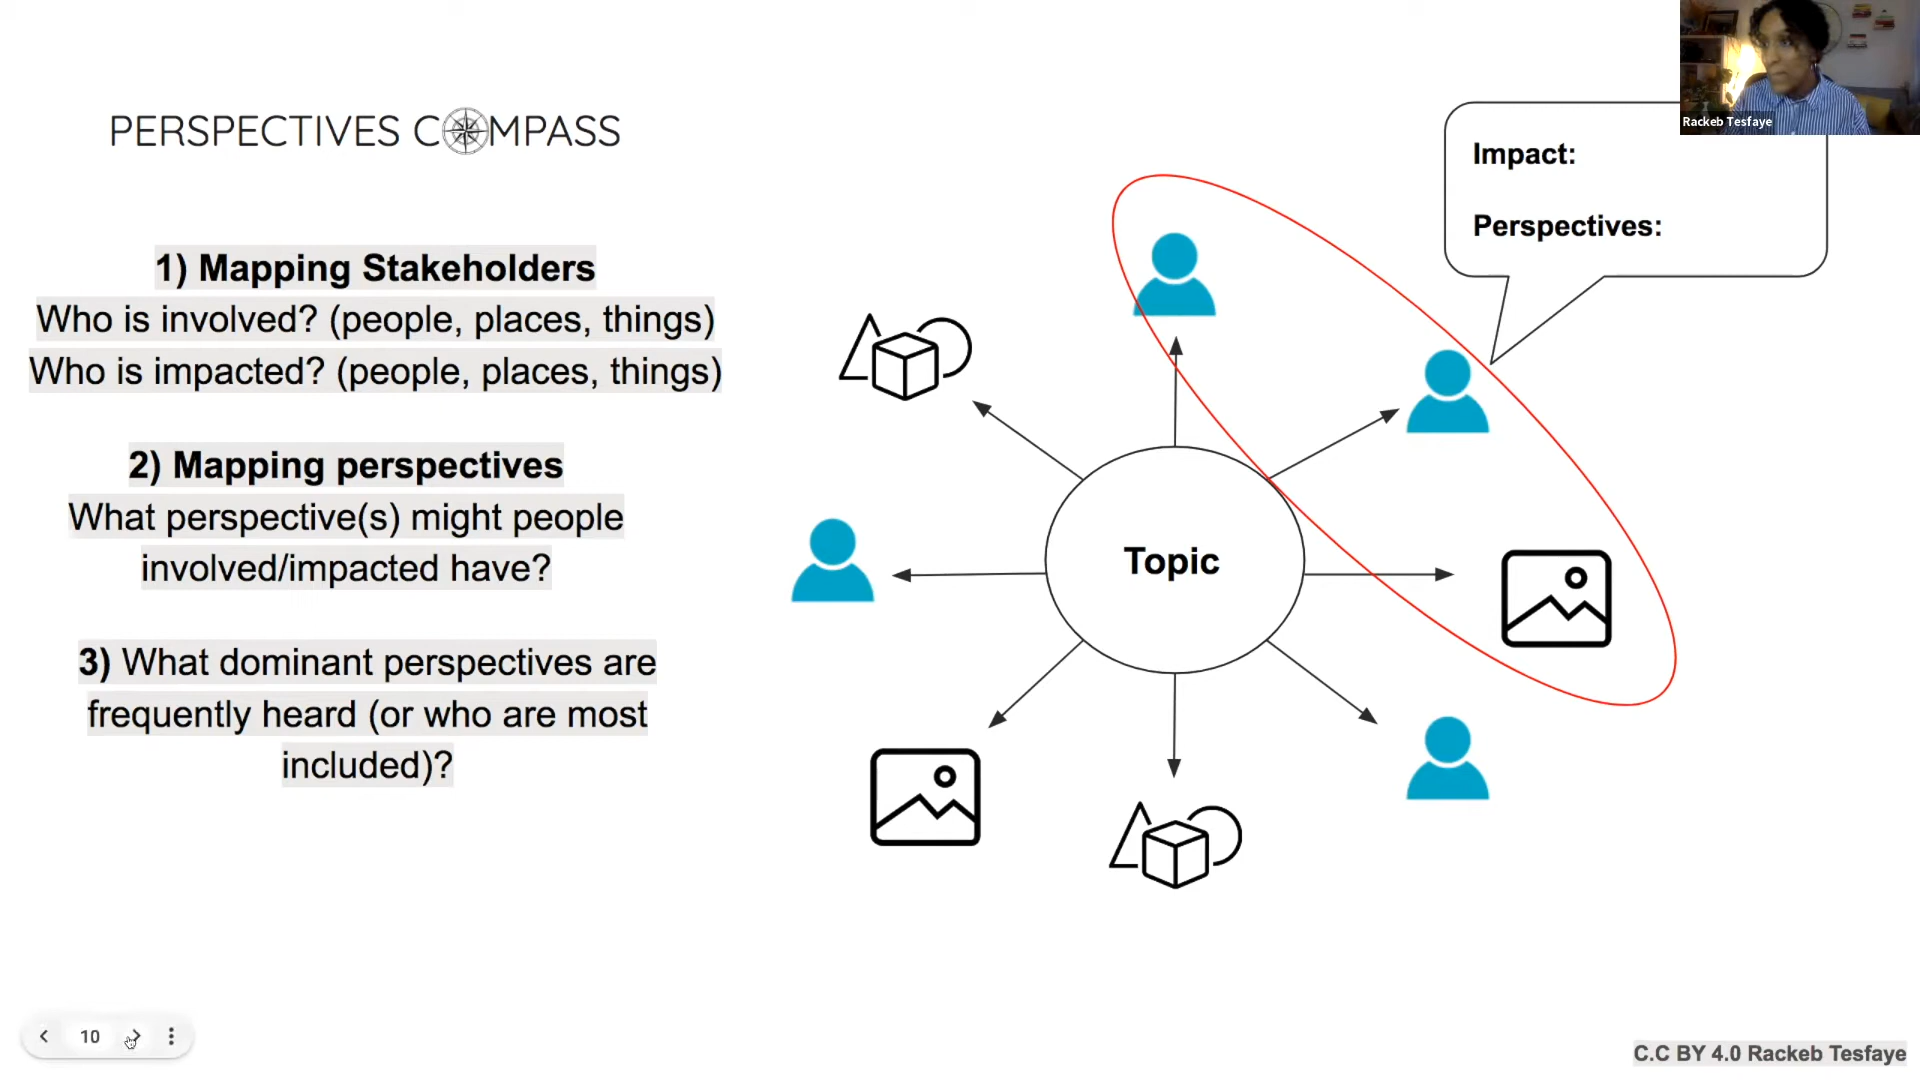 PERSPECTIVES COMPASS
1) Mapping Stakeholders
Who is involved? (people, places, things)
Who is impacted? (people, places, things)
2) Mapping perspectives
What perspective(s) might people
involved/impacted have?
3) What dominant perspectives are
frequently heard (or who are most
included)?
Topic
Impact:
Perspectives:
Rackeb Tesfaye
10
C.C BY 4.0 Rackeb Tesfaye